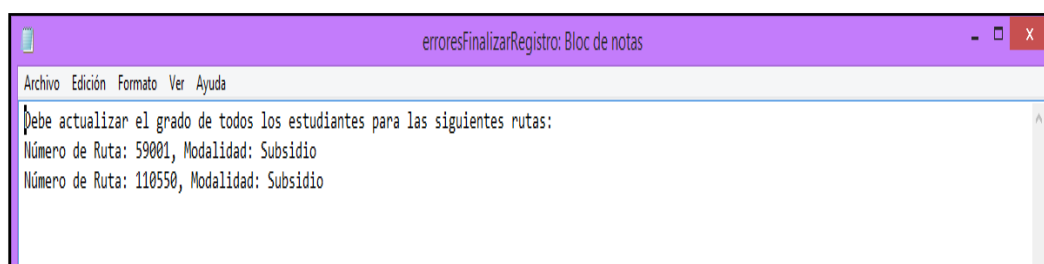 erroresFinalizarRegistro: Bloc de notas
Archivo Edición Formato Ver Ayuda
Debe actualizar el grado de todos los estudiantes para las siguientes rutas:
Número de Ruta: 59001, Modalidad: Subsidio
Número de Ruta: 110550, Modalidad: Subsidio